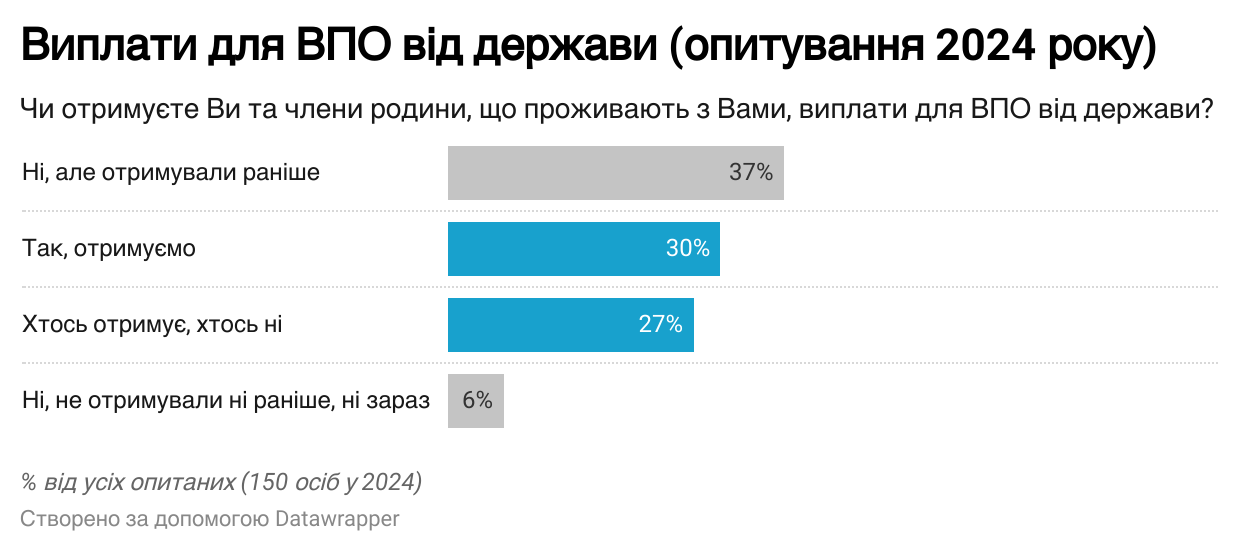 Виплати для ВПО від держави (опитування 2024 року)
Чи отримуєте Ви та члени родини, що проживають з Вами, виплати для ВПО від держави?
Ні, але отримували раніше 37%
Так, отримуємо 30%
Хтось отримує, хтось ні 27%
Ні, не отримували ні раніше, ні зараз 6%
% від усіх опитаних (150 осіб у 2024)
Створено за допомогою Datawrapper